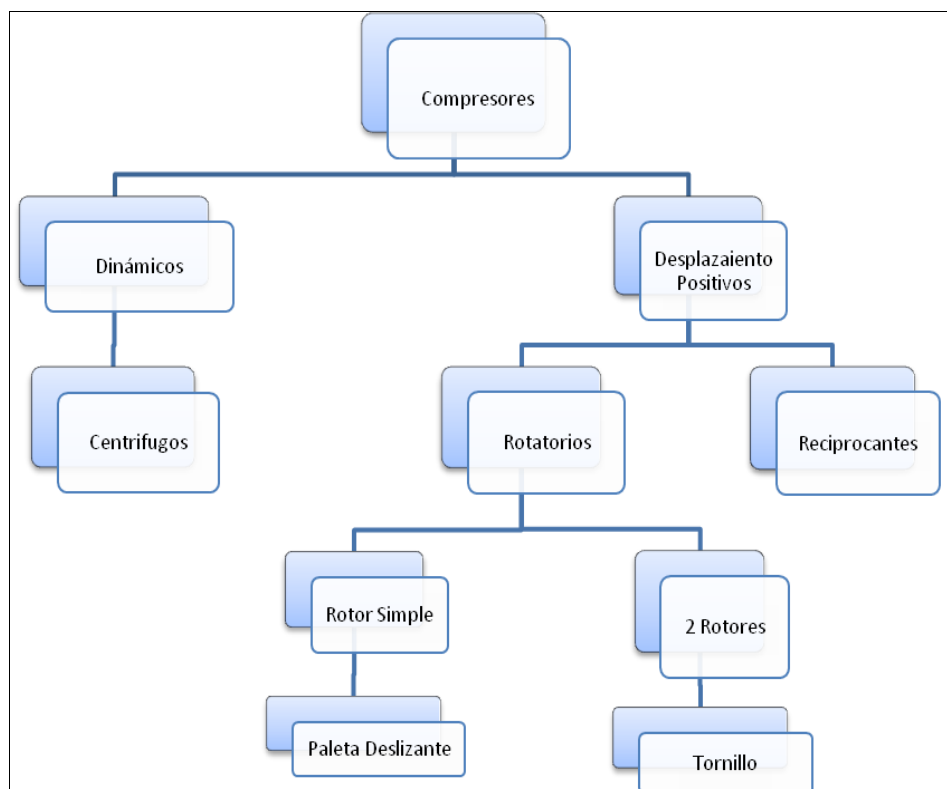 Compresores
Dinámicos
Desplazaiento
Positivos
Centrifugos
Rotatorios
Reciprocantes
Rotor Simple
2 Rotores
Paleta Deslizante
Tornillo